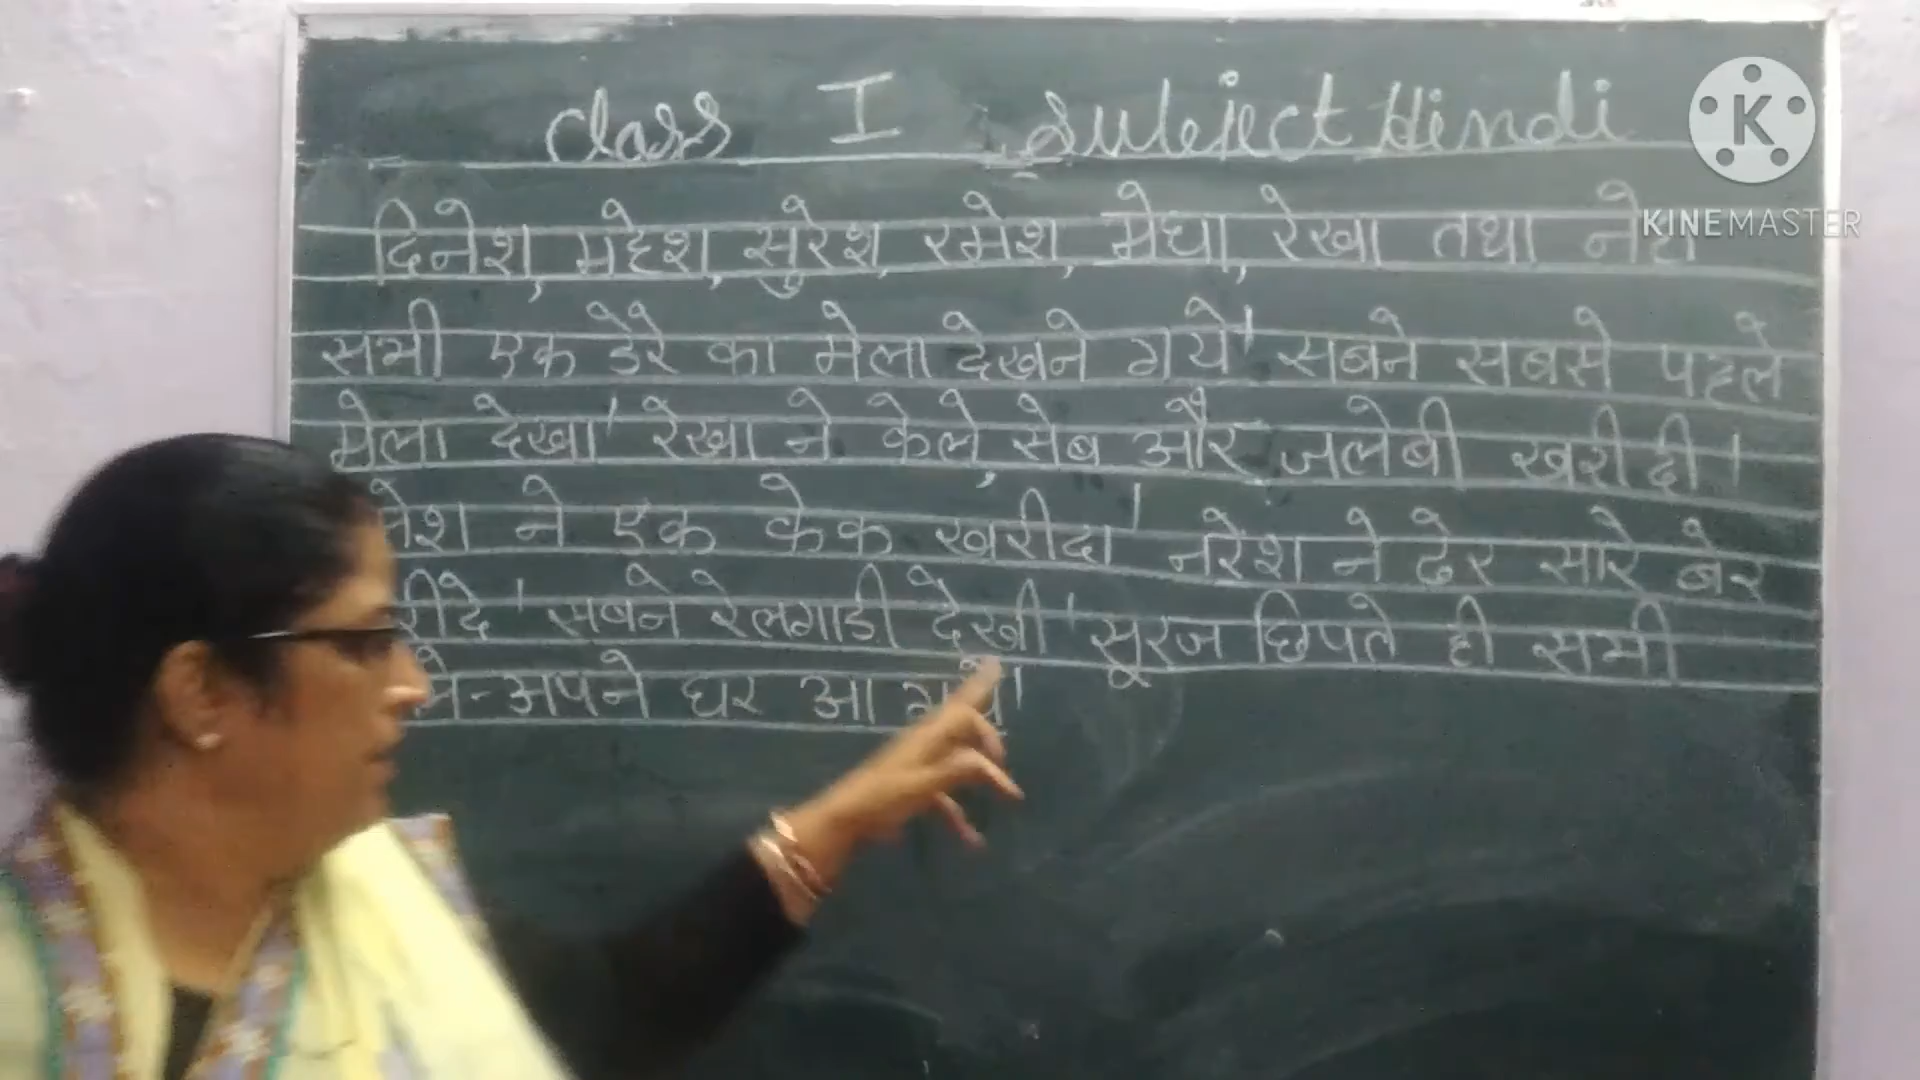 Class I Subject Hindi
दिनेश, महेश, सुरेश, रमेश, मेघा, रेखा तथा नेहा
सभी एक डेरे का मेला देखने गये। सबने सबसे पहले
मेला देखा। रेखा ने केले, सेब और जलेबी खरीदी।
ने एक केक खरीदा। नरेश ने ढेर सारे बेर
सबने रेलगाडी देखी। सूरज छिपते ही सभी
अपने घर आ गये।
K
KINEMASTER